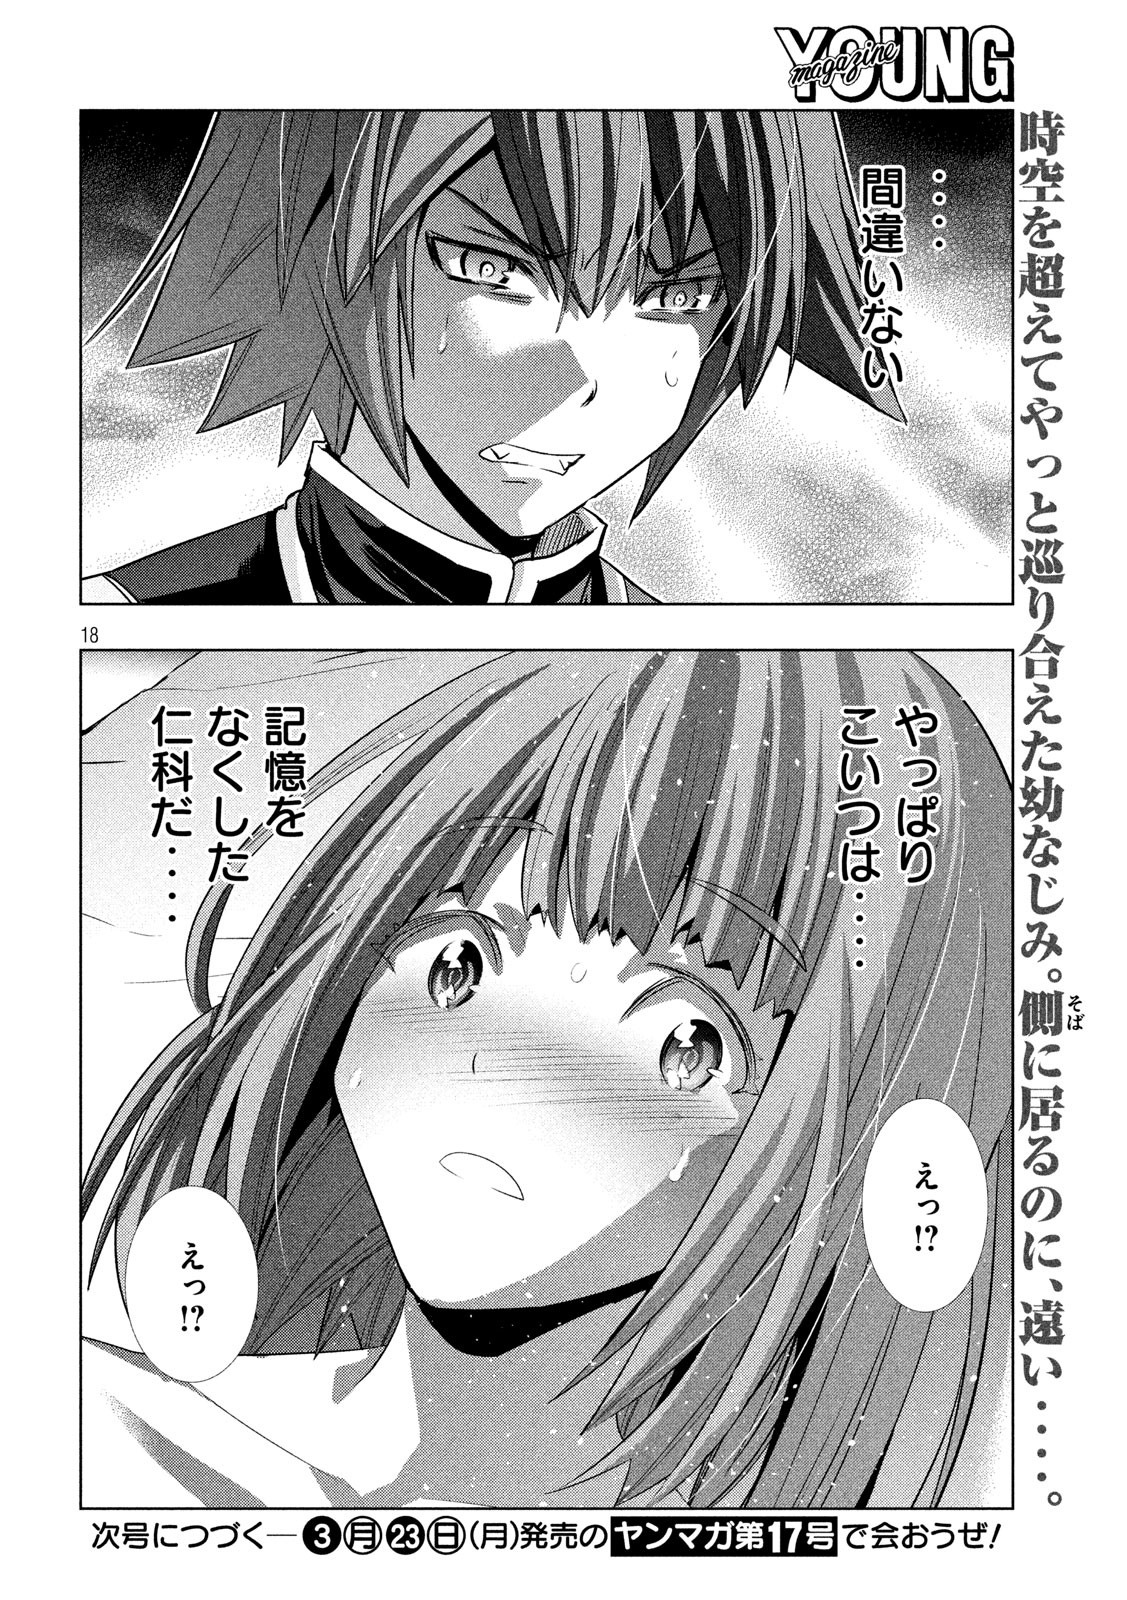 YOUNG
magazine
時空を超えてやっと巡り合えた幼なじみ。側に居るのに、遠い・・・・・。
そば
・・・・
間違いない
18
やっぱり
こいつは・・・・
記憶を
なくした
仁科だ・・・・
えっ!?
えっ!?
次号につづく─3月23日(月)発売のヤンマガ第17号で会おうぜ!